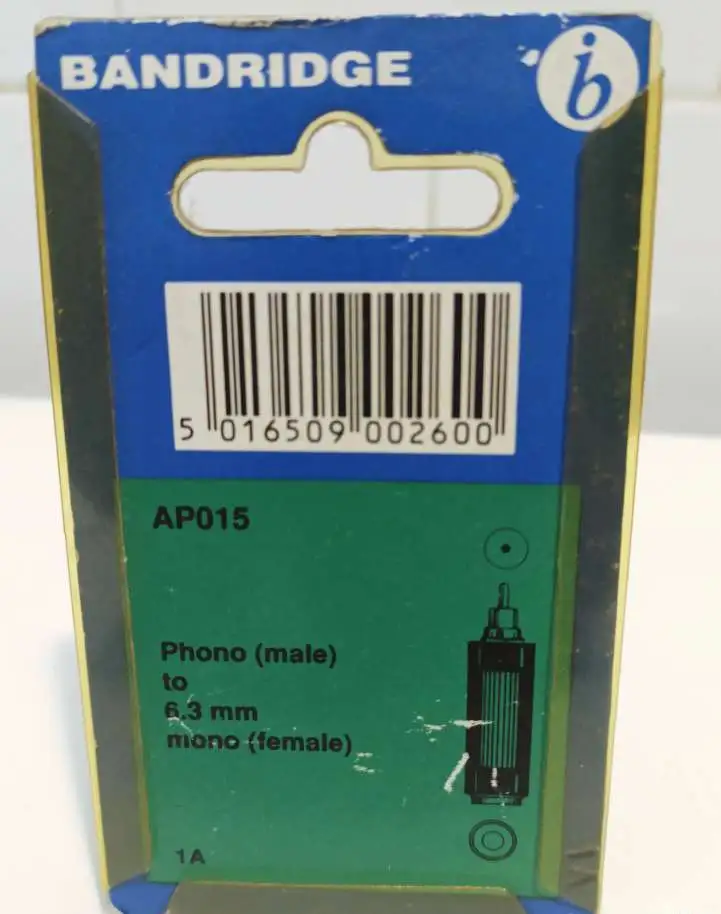 BANDRIDGE
b
5 016509 002600
AP015
Phono (male)
to
6.3 mm
mono (female)
1A